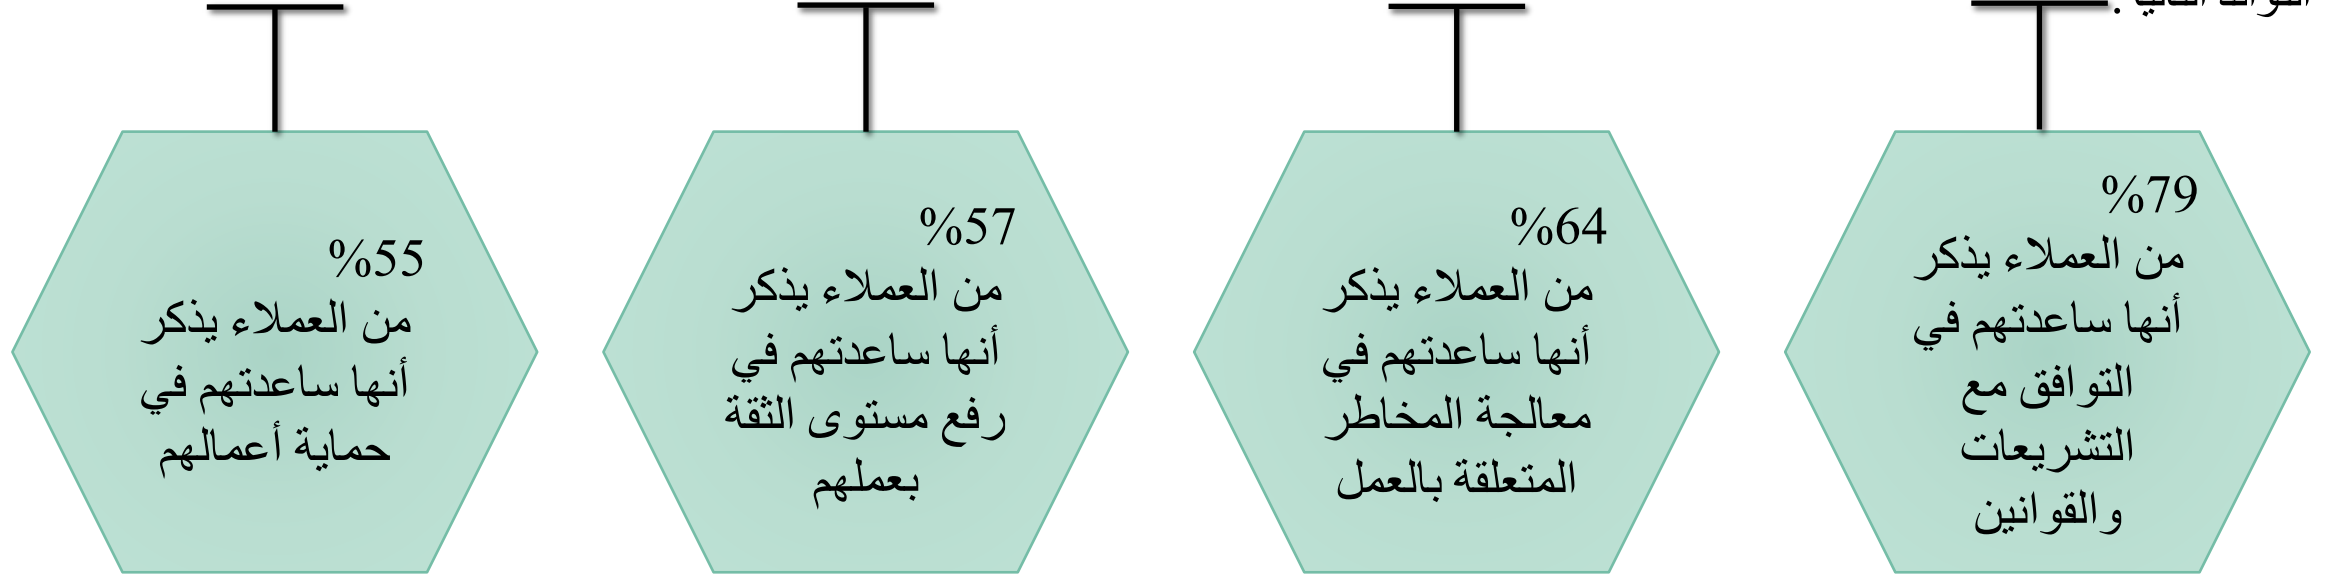 %79
من العملاء يذكر
أنها ساعدتهم في
التوافق مع
التشريعات
والقوانين
%64
من العملاء يذكر
أنها ساعدتهم في
معالجة المخاطر
المتعلقة بالعمل
%57
من العملاء يذكر
أنها ساعدتهم في
رفع مستوى الثقة
بعملهم
%55
من العملاء يذكر
أنها ساعدتهم في
حماية أعمالهم